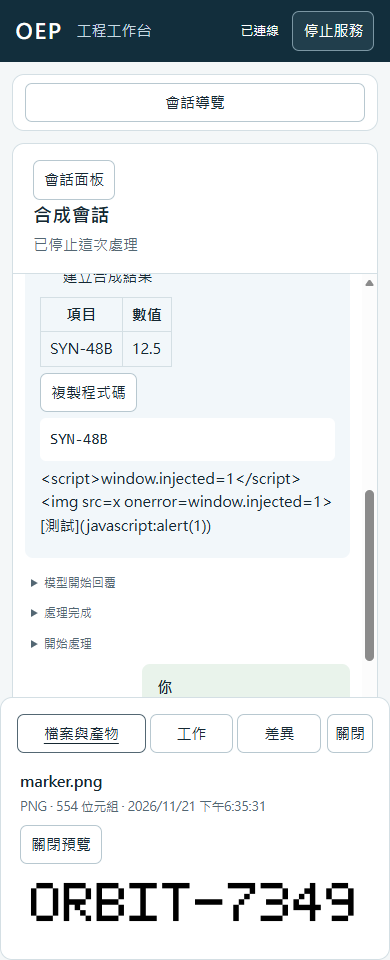 OEP 工程工作台 已連線 停止服務
會話導覽
會話面板
合成會話
已停止這次處理
建立合成結果
項目 數值
SYN-48B 12.5
複製程式碼
SYN-48B
<script>window.injected=1</script>
<img src=x onerror=window.injected=1>
[測試](javascript:alert(1))
▶ 模型開始回覆
▶ 處理完成
▶ 開始處理
你
檔案與產物 工作 差異 關閉
marker.png
PNG · 554 位元組 · 2026/11/21 下午6:35:31
關閉預覽
ORBIT-7349